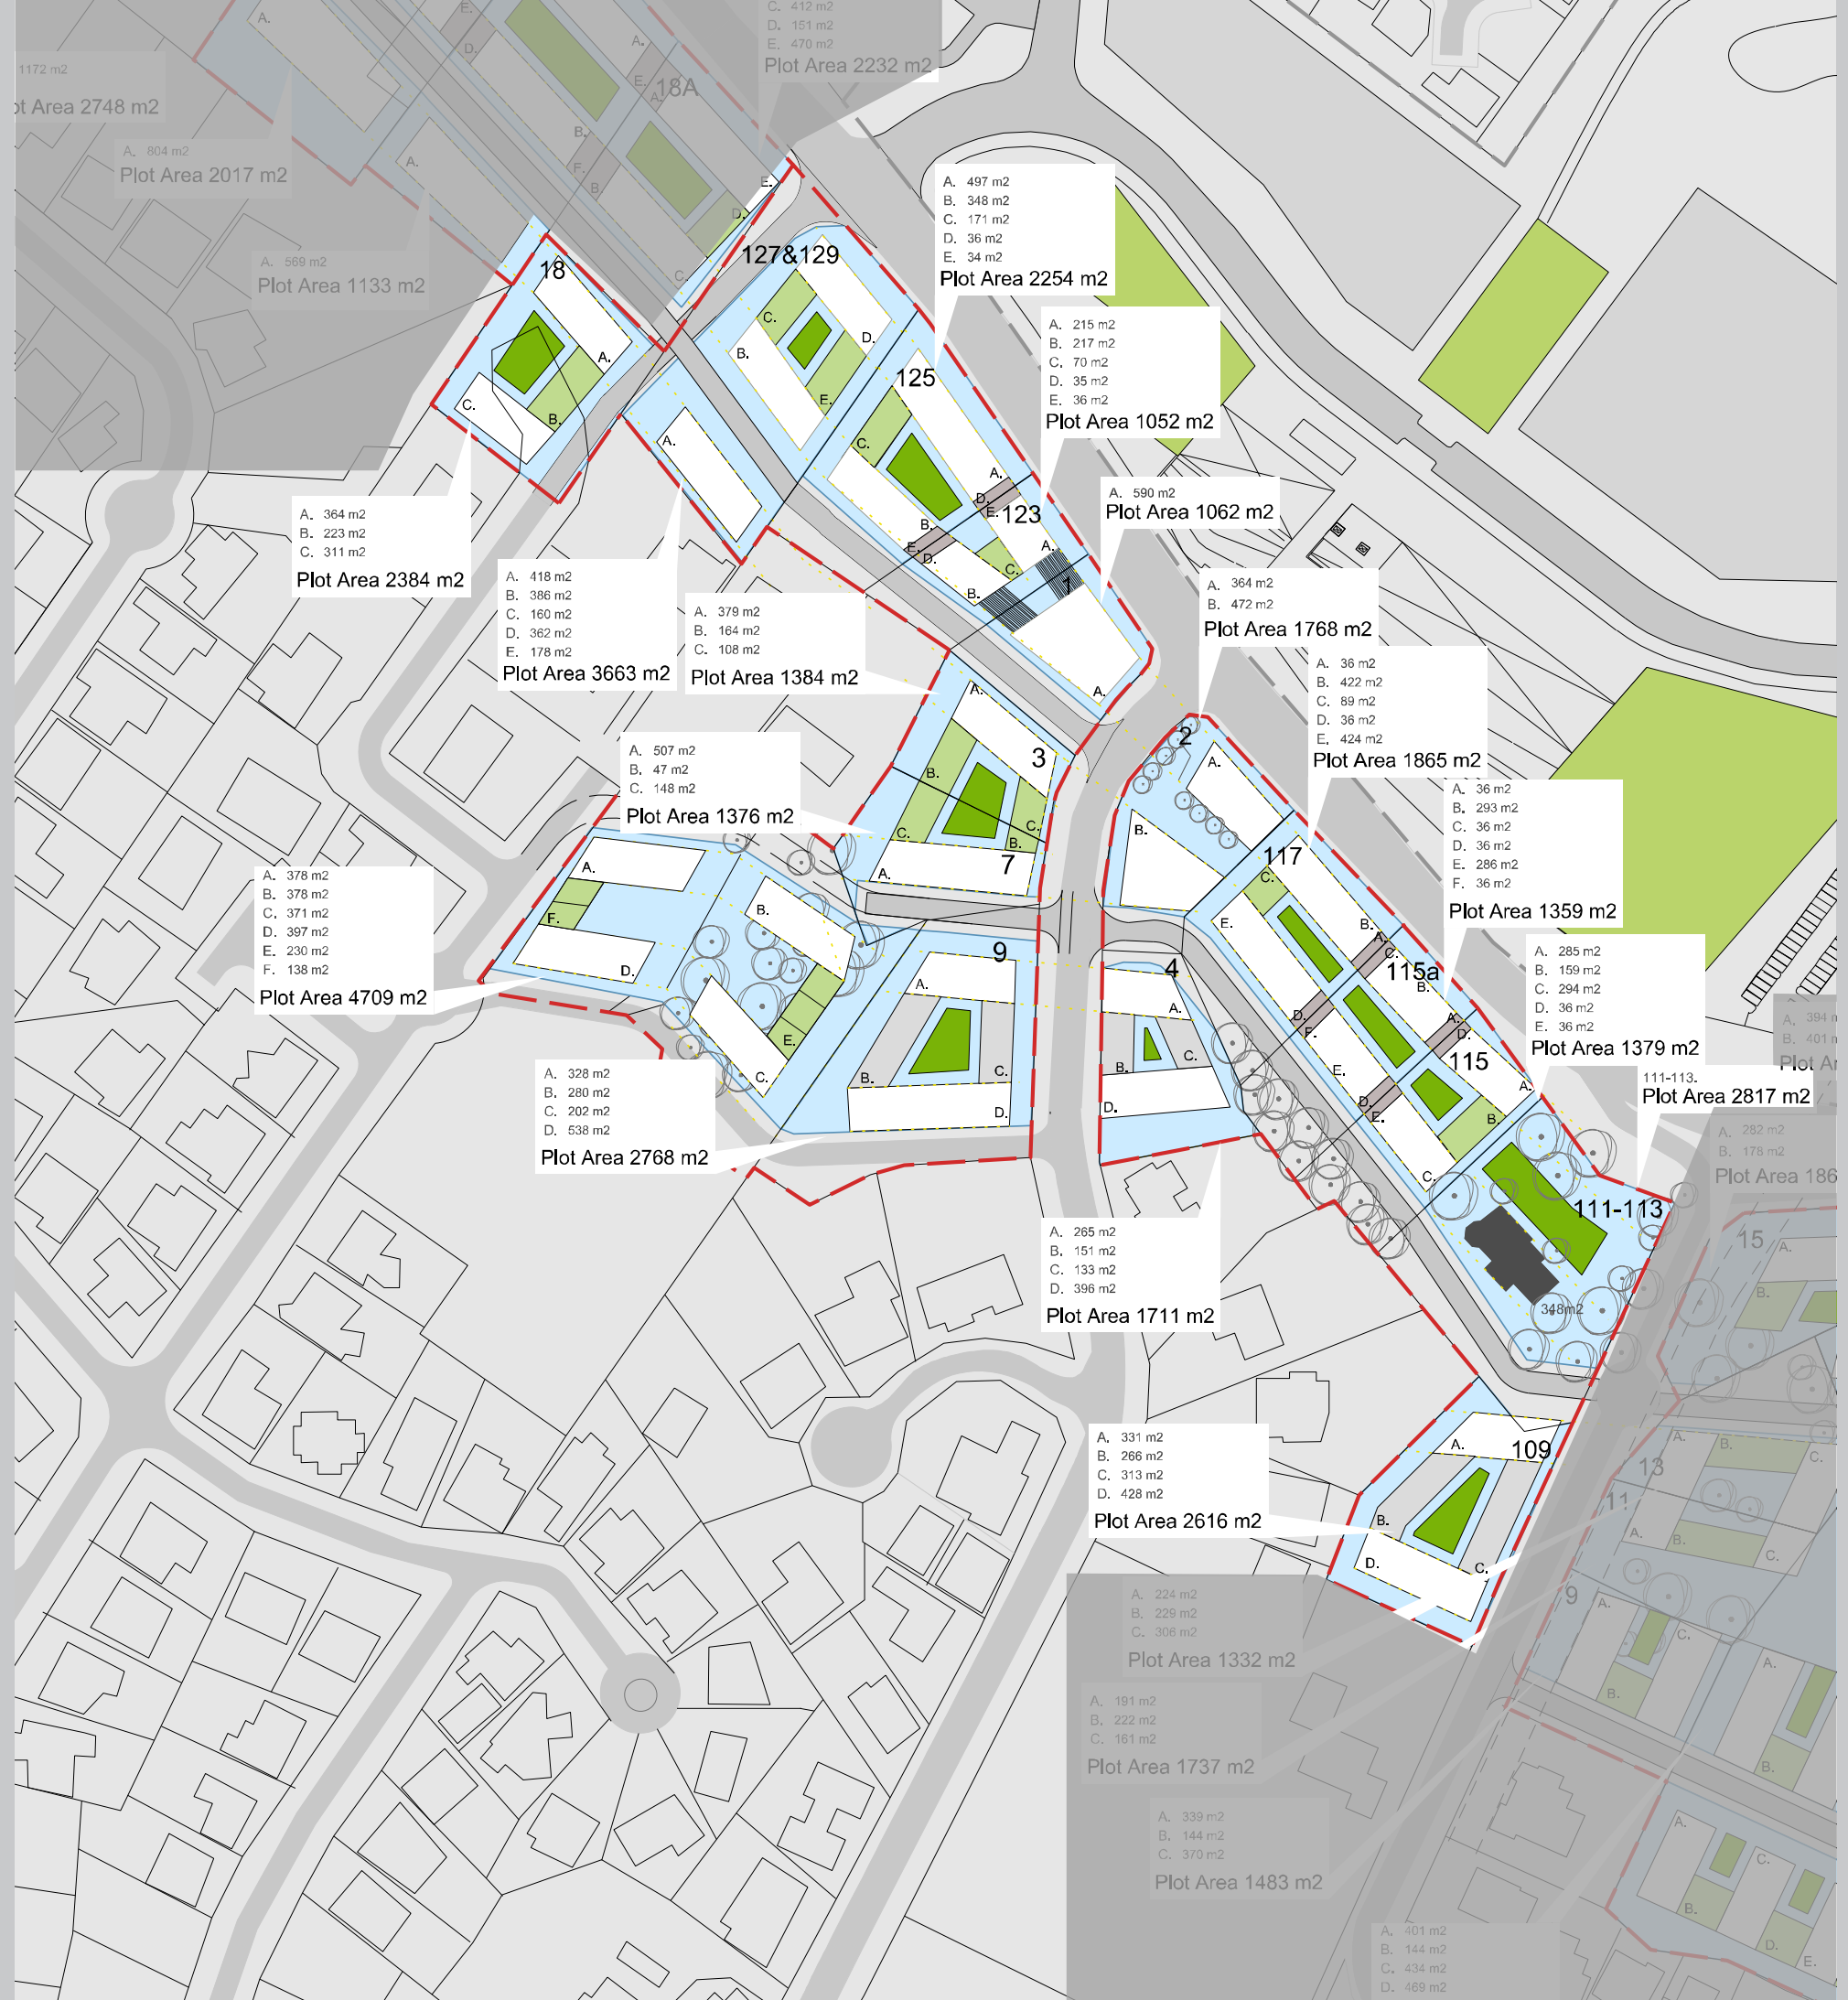 C. 412 m2
D. 151 m2
E. 470 m2
Plot Area 2232 m2
1172 m2
Plot Area 2748 m2
A. 804 m2
Plot Area 2017 m2
A. 569 m2
Plot Area 1133 m2
18A
A. 497 m2
B. 348 m2
C. 171 m2
D. 36 m2
E. 34 m2
Plot Area 2254 m2
A. 215 m2
B. 217 m2
C. 70 m2
D. 35 m2
E. 36 m2
Plot Area 1052 m2
A. 590 m2
Plot Area 1062 m2
A. 364 m2
B. 472 m2
Plot Area 1768 m2
A. 36 m2
B. 422 m2
C. 89 m2
D. 36 m2
E. 424 m2
Plot Area 1865 m2
A. 36 m2
B. 293 m2
C. 36 m2
D. 36 m2
E. 286 m2
F. 36 m2
Plot Area 1359 m2
A. 285 m2
B. 159 m2
C. 294 m2
D. 36 m2
E. 36 m2
Plot Area 1379 m2
111-113.
Plot Area 2817 m2
A. 364 m2
B. 223 m2
C. 311 m2
Plot Area 2384 m2
A. 418 m2
B. 386 m2
C. 160 m2
D. 362 m2
E. 178 m2
Plot Area 3663 m2
A. 379 m2
B. 164 m2
C. 108 m2
Plot Area 1384 m2
A. 507 m2
B. 47 m2
C. 148 m2
Plot Area 1376 m2
A. 378 m2
B. 378 m2
C. 371 m2
D. 397 m2
E. 230 m2
F. 138 m2
Plot Area 4709 m2
A. 328 m2
B. 280 m2
C. 202 m2
D. 538 m2
Plot Area 2768 m2
A. 265 m2
B. 151 m2
C. 133 m2
D. 396 m2
Plot Area 1711 m2
A. 331 m2
B. 266 m2
C. 313 m2
D. 428 m2
Plot Area 2616 m2
A. 394 m
B. 401 m
Plot A
A. 282 m2
B. 178 m2
Plot Area 186
A. 224 m2
B. 229 m2
C. 306 m2
Plot Area 1332 m2
A. 191 m2
B. 222 m2
C. 161 m2
Plot Area 1737 m2
A. 339 m2
B. 144 m2
C. 370 m2
Plot Area 1483 m2
A. 401 m2
B. 144 m2
C. 434 m2
D. 469 m2
18
127&129
125
123
1
2
3
7
9
4
117
115a
115
111-113
348m2
109
15
13
11
9